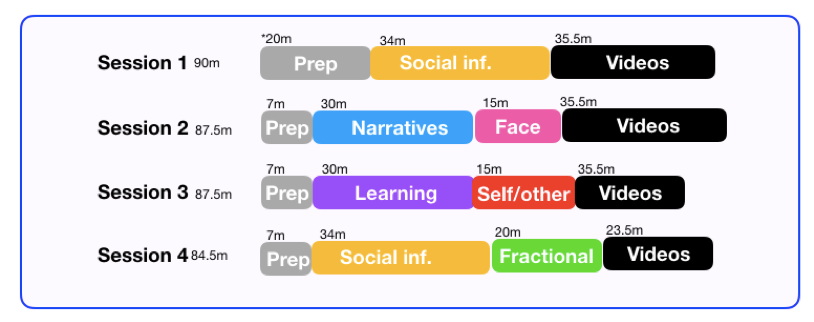 *20m 34m 35.5m
Session 1 90m Prep Social inf. Videos
7m 30m 15m 35.5m
Session 2 87.5m Prep Narratives Face Videos
7m 30m 15m 35.5m
Session 3 87.5m Prep Learning Self/other Videos
7m 34m 20m 23.5m
Session 4 84.5m Prep Social inf. Fractional Videos